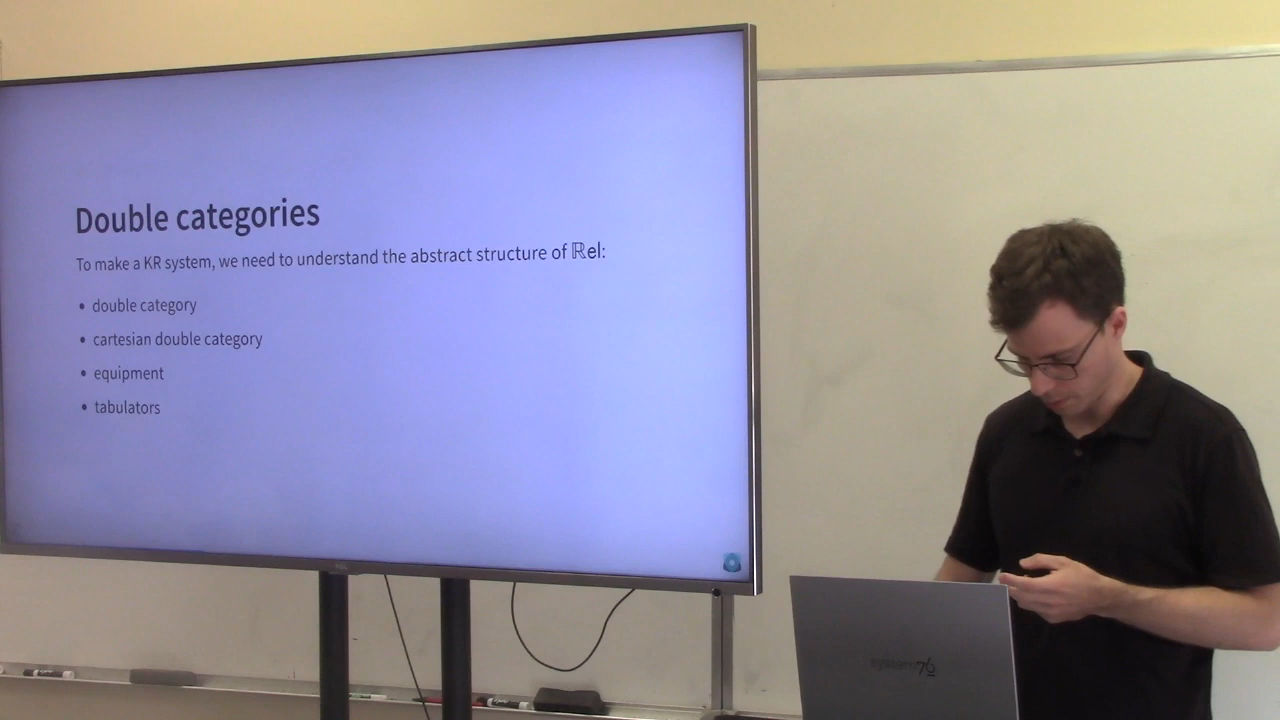 Double categories
To make a KR system, we need to understand the abstract structure of ℝel:
• double category
• cartesian double category
• equipment
• tabulators
system76